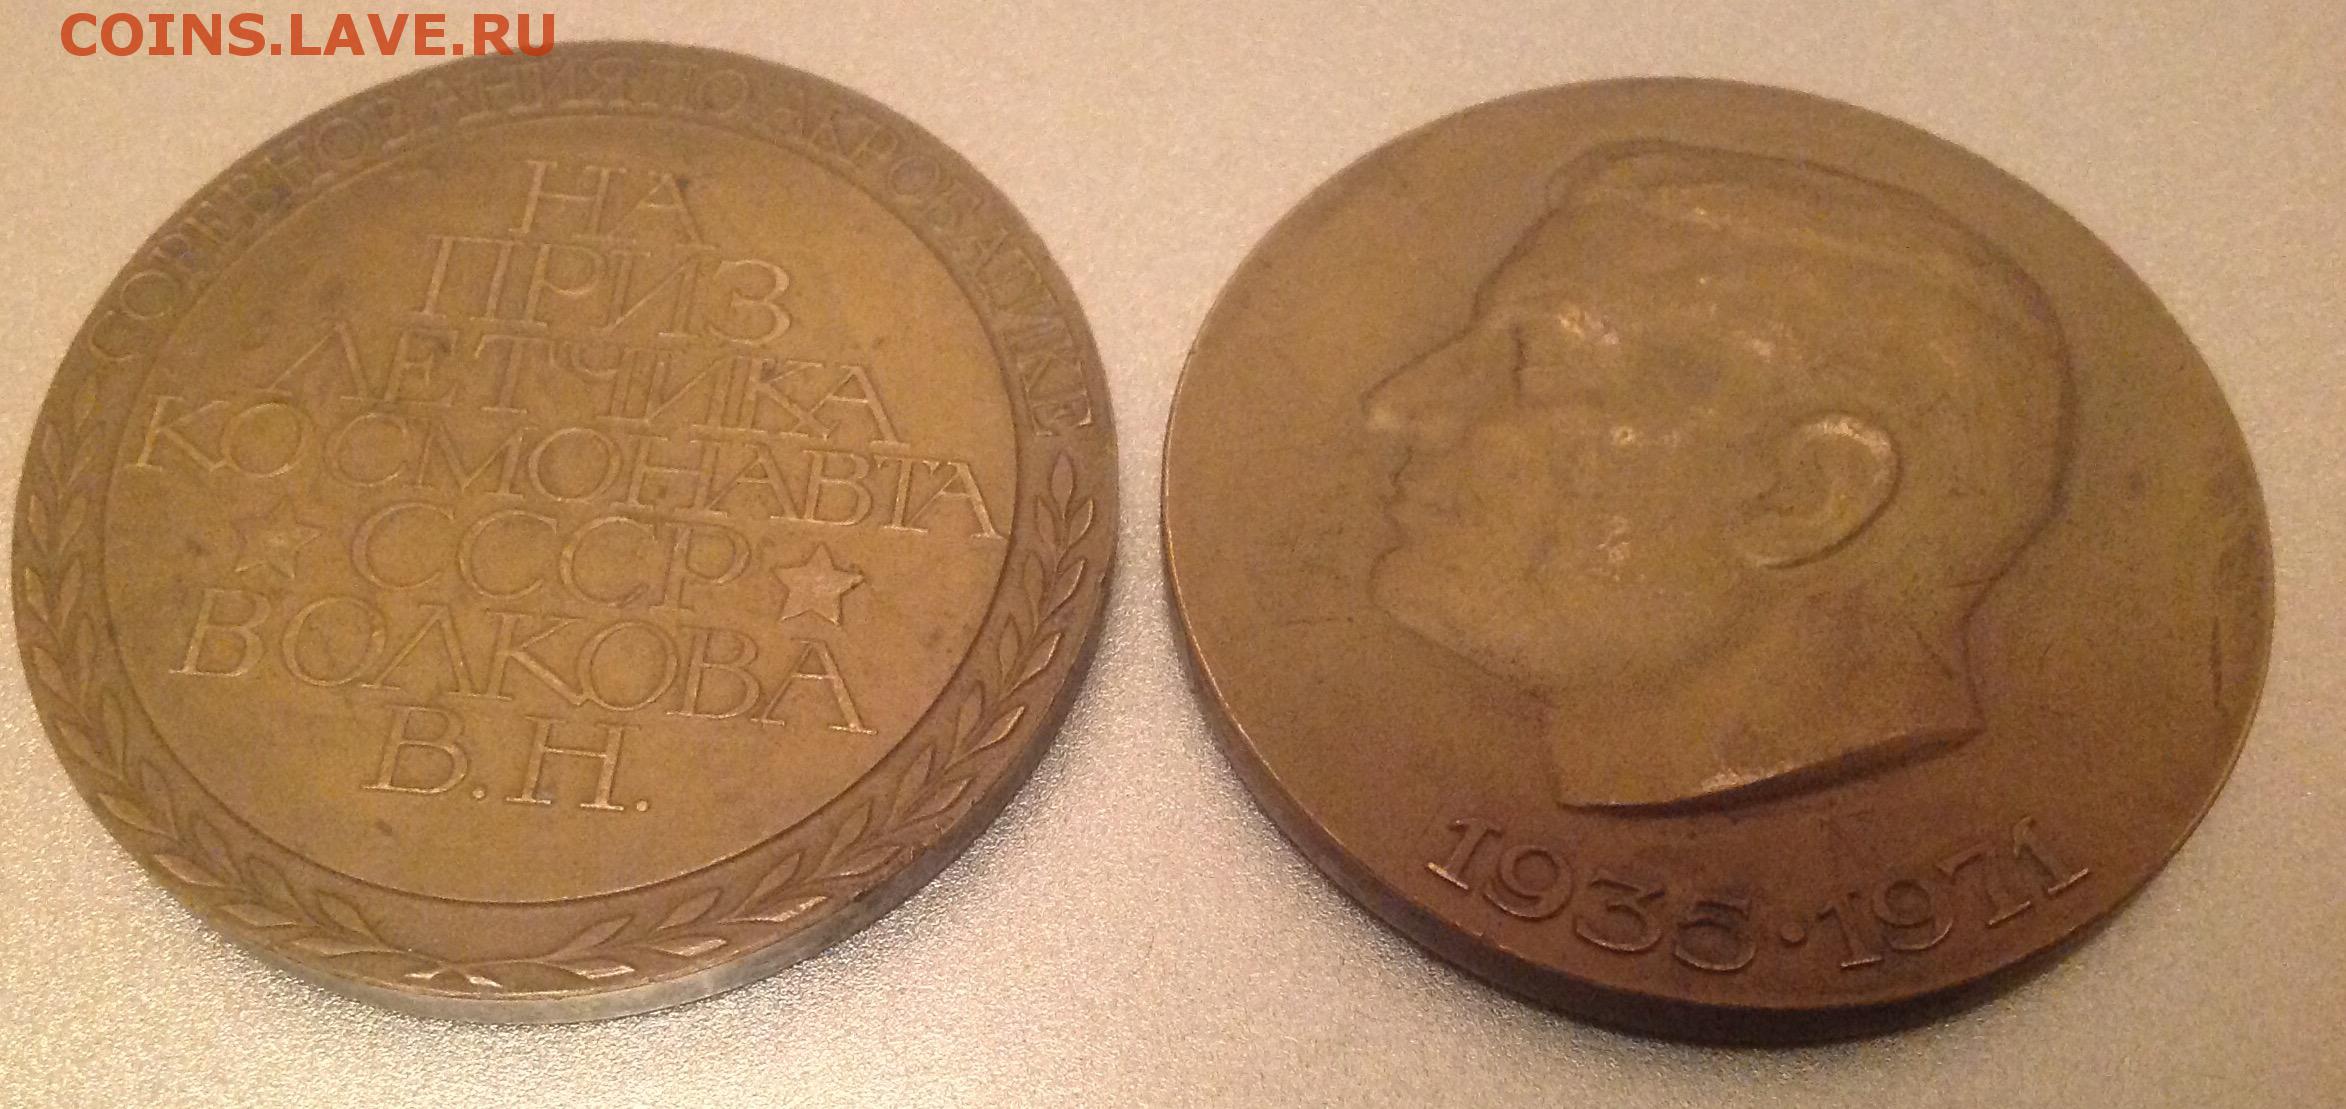 COINS.LAVE.RU
СОРЕВНОВАНИЯ ПО АКРОБАТИКЕ
НА
ПРИЗ
ЛЕТЧИКА
КОСМОНАВТА
СССР
ВОЛКОВА
В.Н.
1935·1971